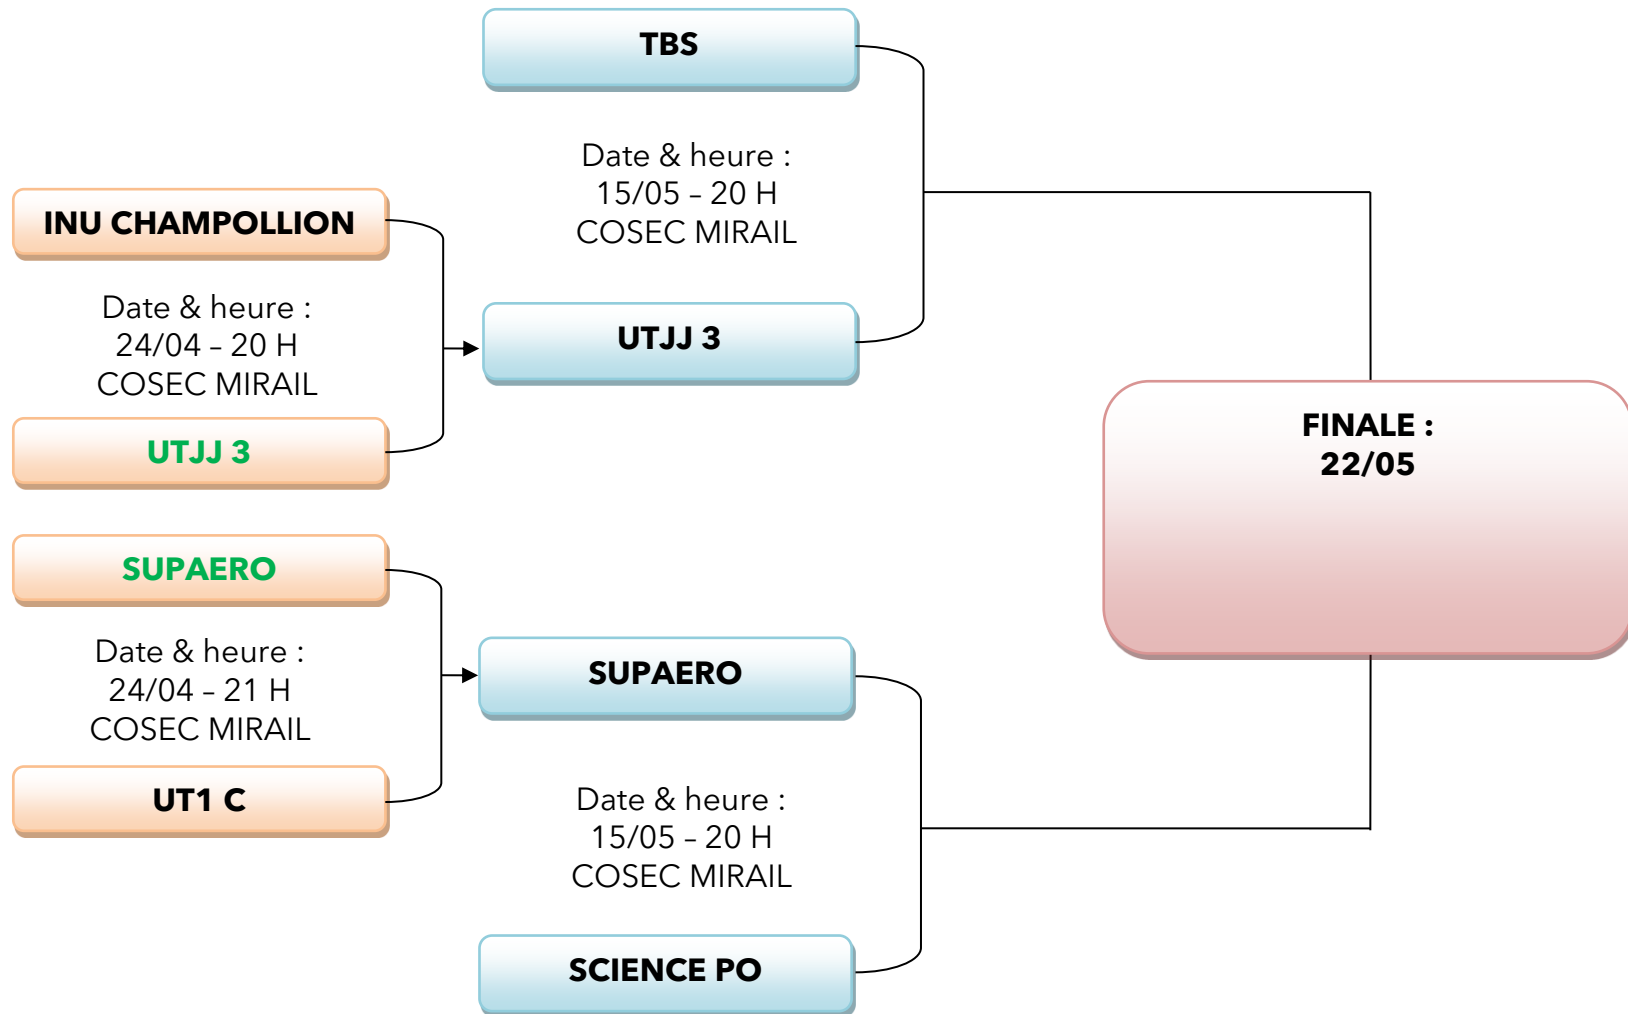 TBS
Date & heure :
15/05 – 20 H
COSEC MIRAIL
INU CHAMPOLLION
Date & heure :
24/04 – 20 H
COSEC MIRAIL
UTJJ 3
UTJJ 3
FINALE :
22/05
SUPAERO
Date & heure :
24/04 – 21 H
COSEC MIRAIL
SUPAERO
UT1 C
Date & heure :
15/05 – 20 H
COSEC MIRAIL
SCIENCE PO